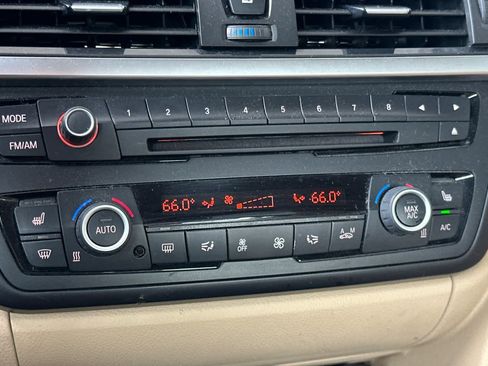 MODE
1 2 3 4 5 6 7 8
FM/AM
66.0° 66.0°
AUTO
MAX A/C
OFF
A M
A/C